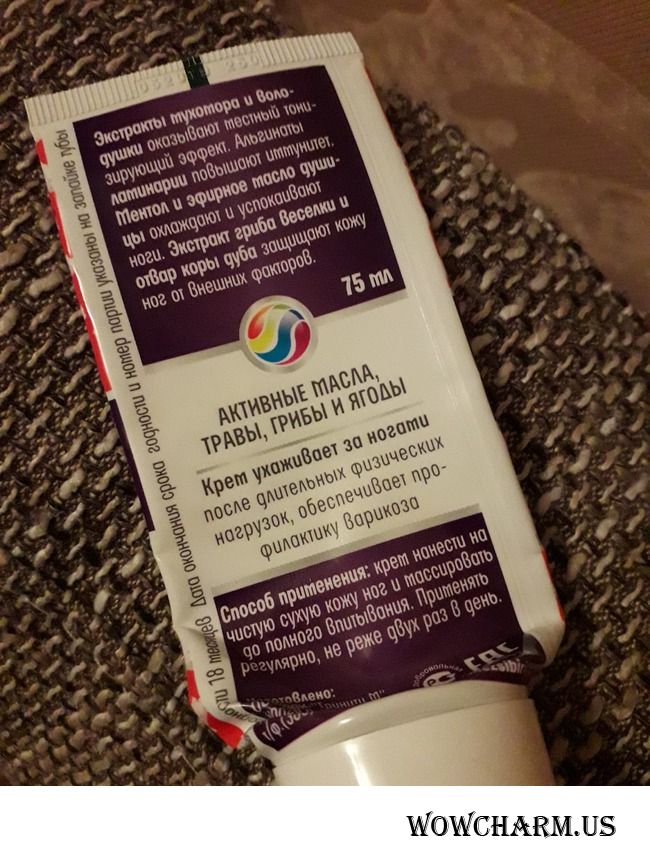 Экстракты мухомора и воло-
душки оказывают местный тони-
зирующий эффект. Альгинаты
ламинарии повышают иммунитет.
Ментол и эфирное масло души-
цы охлаждают и успокаивают
ноги. Экстракт гриба веселки и
отвар коры дуба защищают кожу
ног от внешних факторов.
75 мл
АКТИВНЫЕ МАСЛА,
ТРАВЫ, ГРИБЫ И ЯГОДЫ
Крем ухаживает за ногами
после длительных физических
нагрузок, обеспечивает про-
филактику варикоза
Способ применения: крем нанести на
чистую сухую кожу ног и массировать
до полного впитывания. Применять
регулярно, не реже двух раз в день.
18 месяцев. Дата окончания срока годности и номер партии указаны на запайке тубы
EAC
WOWCHARM.US